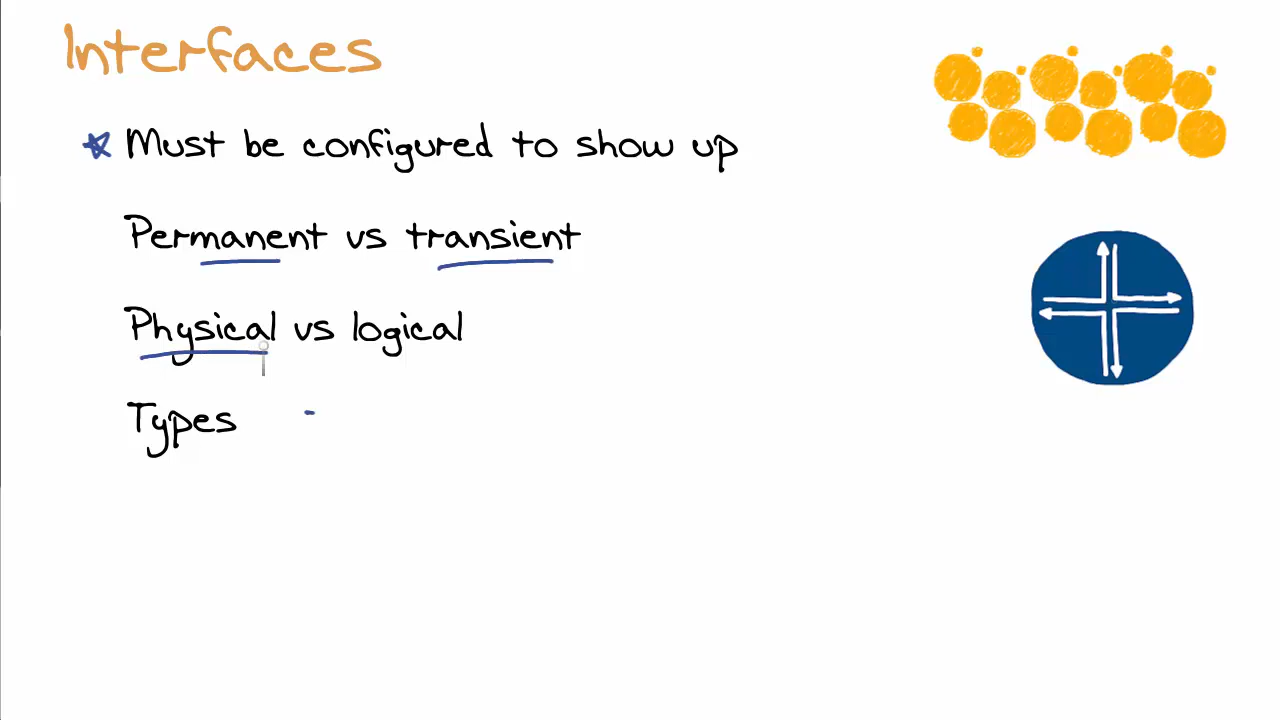 Interfaces
Must be configured to show up
Permanent vs transient
Physical vs logical
Types